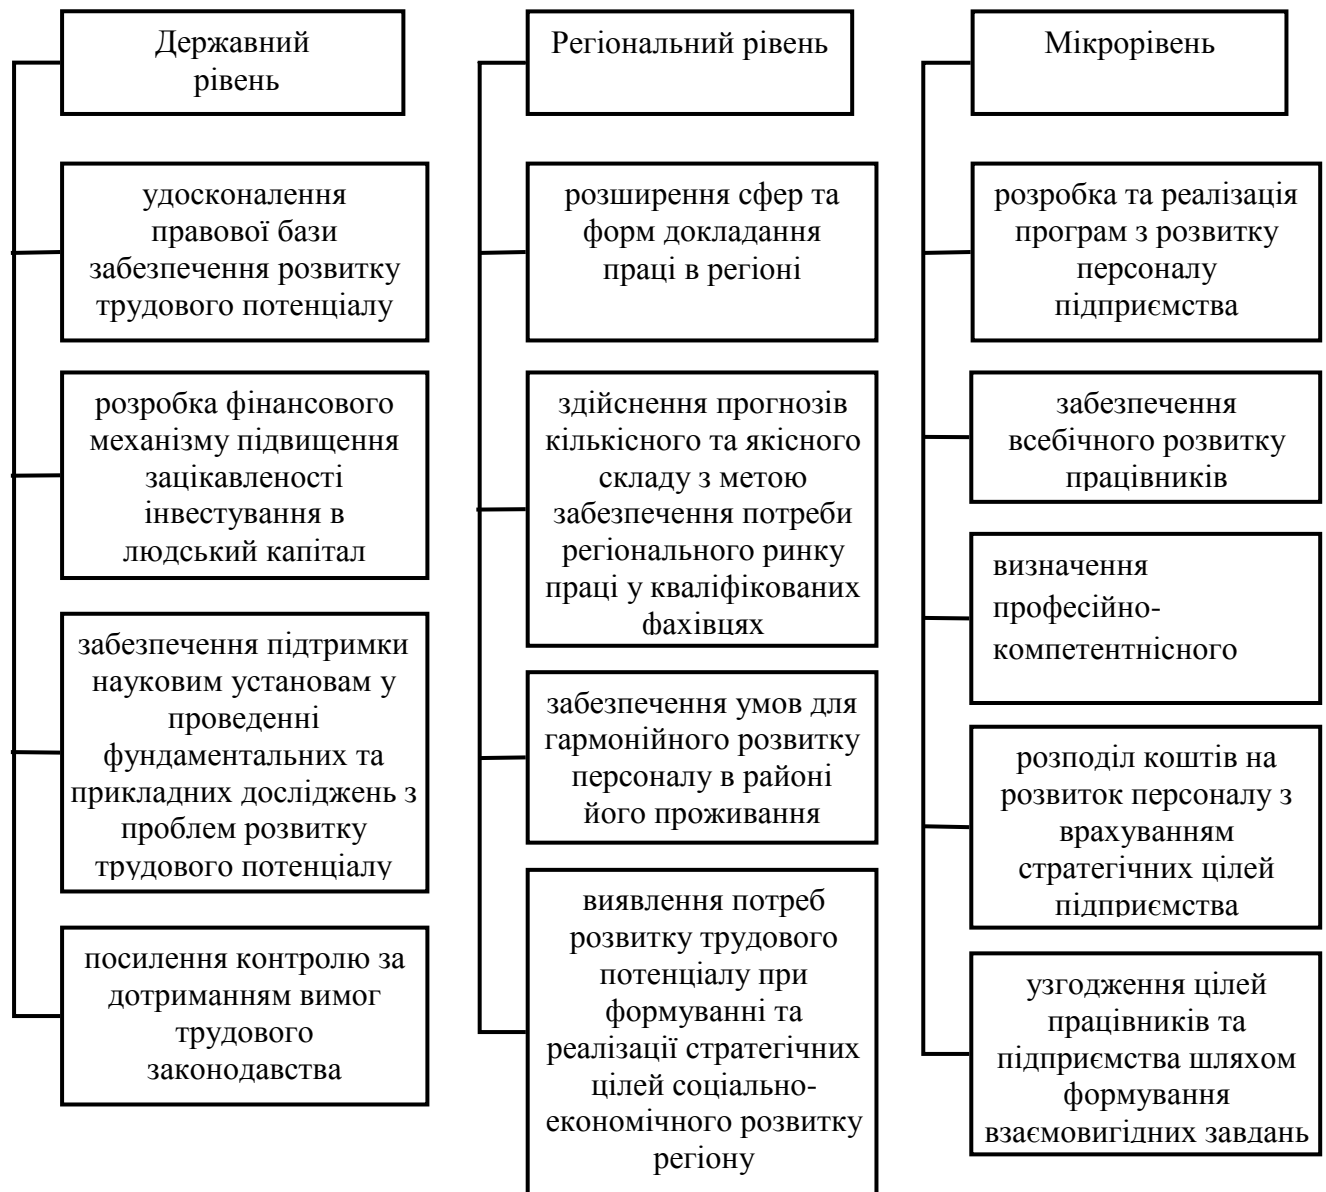 Державний
рівень
удосконалення
правової бази
забезпечення розвитку
трудового потенціалу
розробка фінансового
механізму підвищення
зацікавленості
інвестування в
людський капітал
забезпечення підтримки
науковим установам у
проведенні
фундаментальних та
прикладних досліджень з
проблем розвитку
трудового потенціалу
посилення контролю за
дотриманням вимог
трудового
законодавства
Регіональний рівень
розширення сфер та
форм докладання
праці в регіоні
здійснення прогнозів
кількісного та якісного
складу з метою
забезпечення потреби
регіонального ринку
праці у кваліфікованих
фахівцях
забезпечення умов для
гармонійного розвитку
персоналу в районі
його проживання
виявлення потреб
розвитку трудового
потенціалу при
формуванні та
реалізації стратегічних
цілей соціально-
економічного розвитку
регіону
Мікрорівень
розробка та реалізація
програм з розвитку
персоналу
підприємства
забезпечення
всебічного розвитку
працівників
визначення
професійно-
компетентнісного
розподіл коштів на
розвиток персоналу з
врахуванням
стратегічних цілей
підприємства
узгодження цілей
працівників та
підприємства шляхом
формування
взаємовигідних завдань